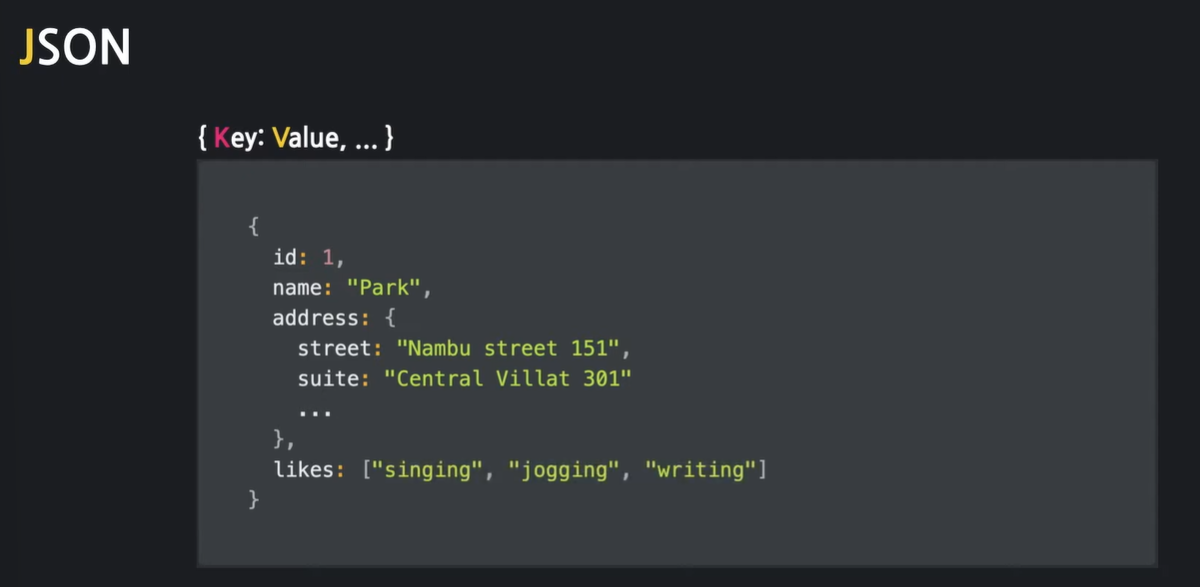 JSON
{ Key: Value, ... }
{
id: 1,
name: "Park",
address: {
street: "Nambu street 151",
suite: "Central Villat 301"
...
},
likes: ["singing", "jogging", "writing"]
}